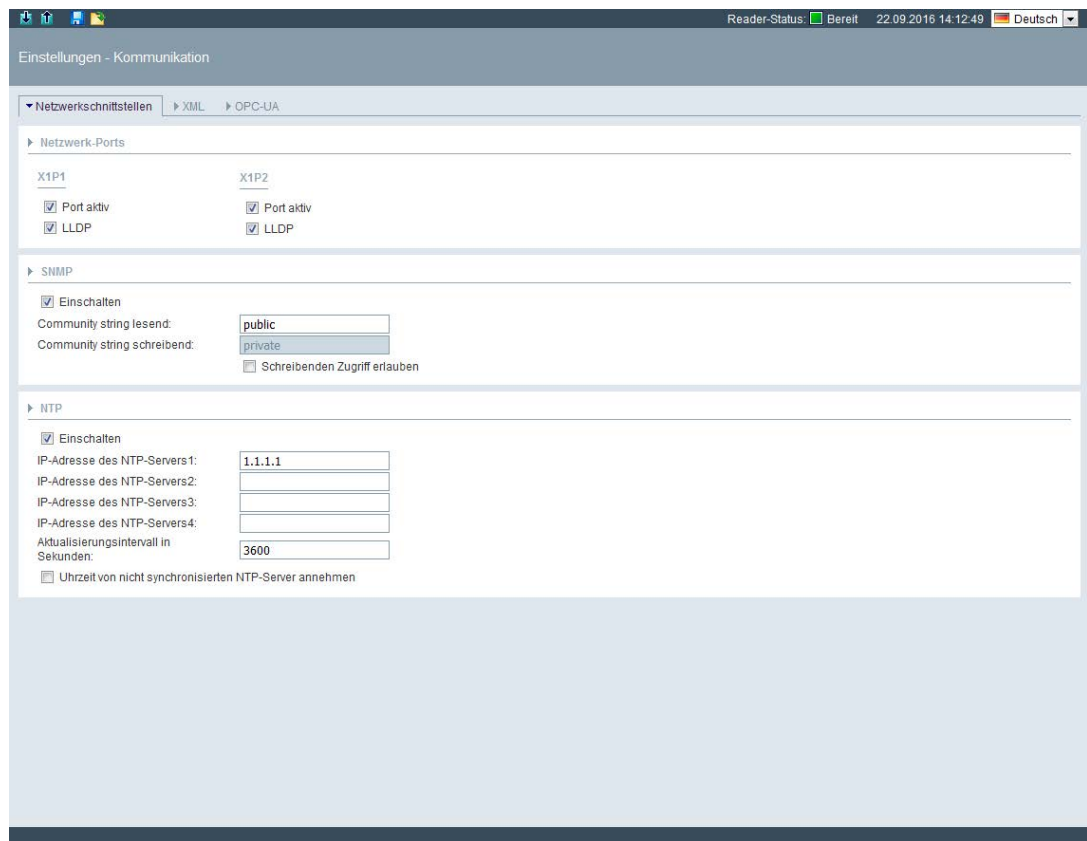 Reader-Status: Bereit 22.09.2016 14:12:49 Deutsch
Einstellungen - Kommunikation
Netzwerkschnittstellen XML OPC-UA
Netzwerk-Ports
X1P1 X1P2
Port aktiv Port aktiv
LLDP LLDP
SNMP
Einschalten
Community string lesend: public
Community string schreibend: private
Schreibenden Zugriff erlauben
NTP
Einschalten
IP-Adresse des NTP-Servers1: 1.1.1.1
IP-Adresse des NTP-Servers2:
IP-Adresse des NTP-Servers3:
IP-Adresse des NTP-Servers4:
Aktualisierungsintervall in
Sekunden: 3600
Uhrzeit von nicht synchronisierten NTP-Server annehmen